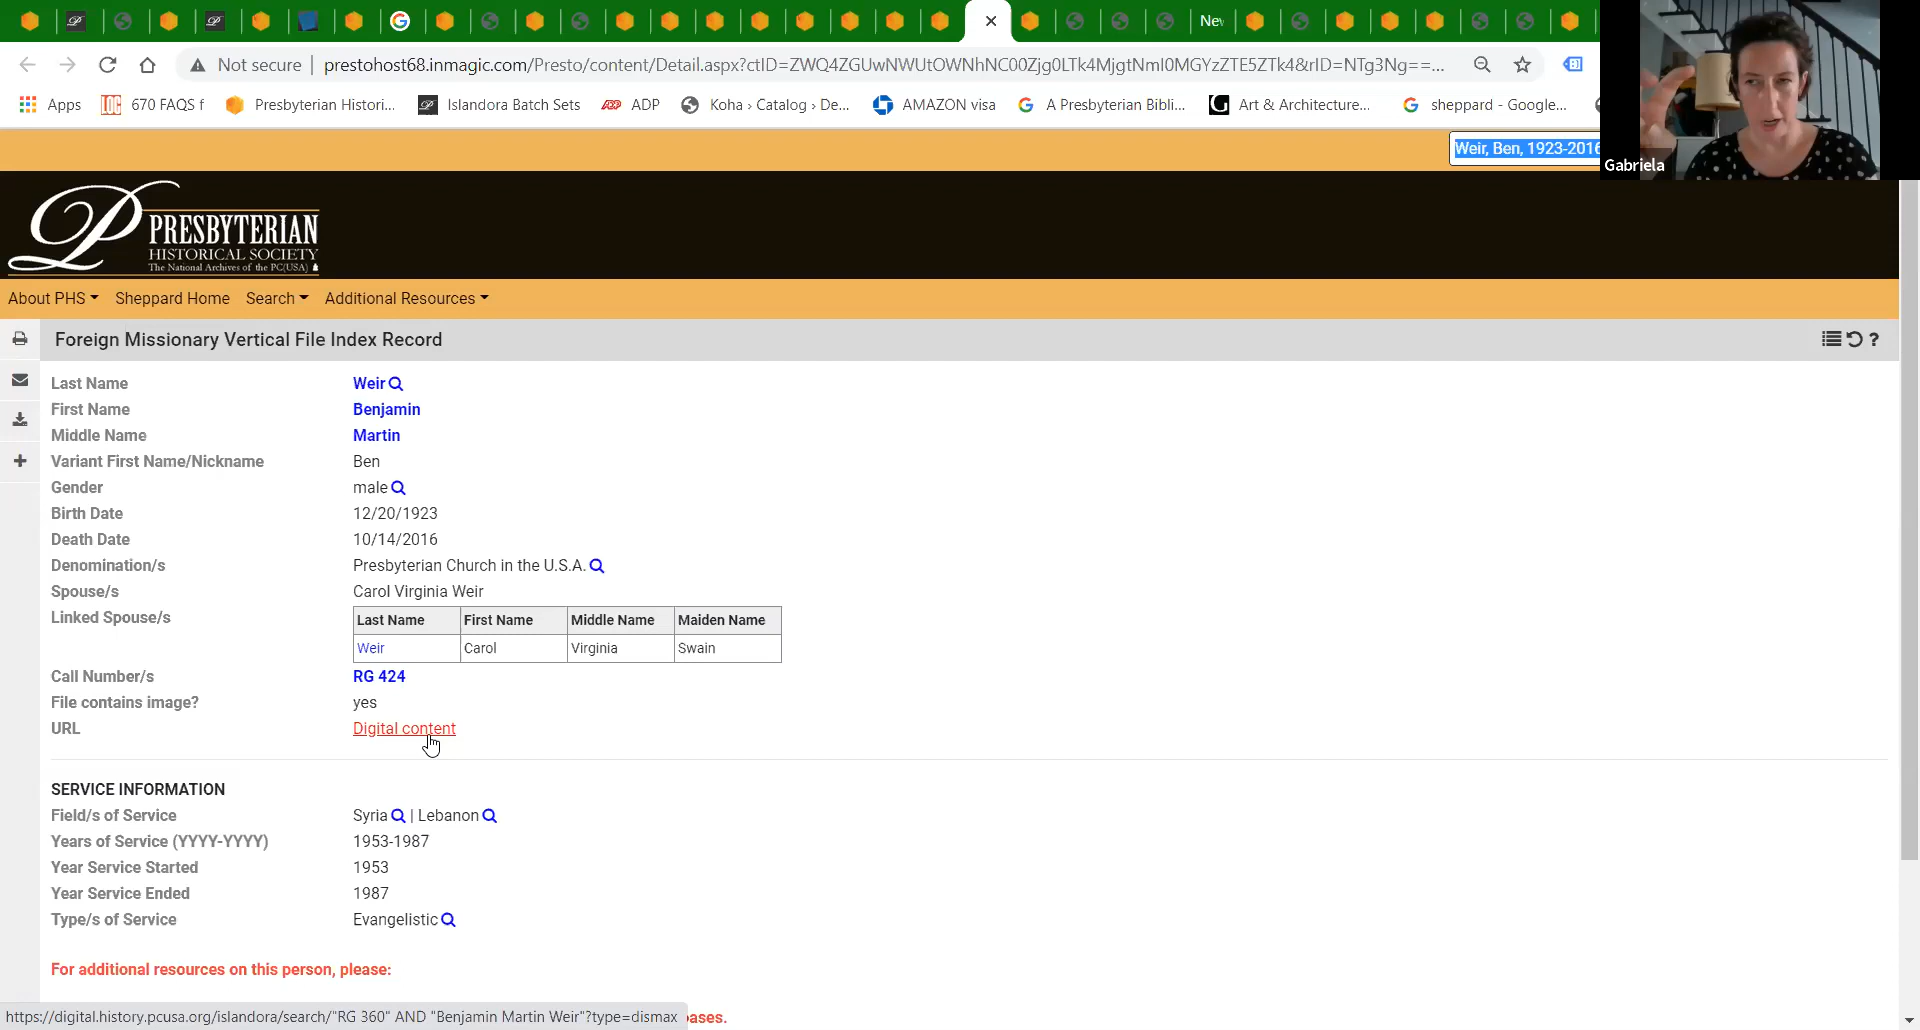 New
Not secure | prestohost68.inmagic.com/Presto/content/Detail.aspx?ctID=ZWQ4ZGUwNWUtOWNhNC00Zjg0LTk4MjgtNmI0MGYzZTE5ZTk4&rID=NTg3Ng==...
Apps 670 FAQS f Presbyterian Histori... Islandora Batch Sets ADP Koha › Catalog › De... AMAZON visa A Presbyterian Bibli... Art & Architecture... sheppard - Google...
Weir, Ben, 1923-2016
Gabriela
PRESBYTERIAN
HISTORICAL SOCIETY
The National Archives of the PC(USA)
About PHS Sheppard Home Search Additional Resources
Foreign Missionary Vertical File Index Record ?
Last Name Weir
First Name Benjamin
Middle Name Martin
Variant First Name/Nickname Ben
Gender male
Birth Date 12/20/1923
Death Date 10/14/2016
Denomination/s Presbyterian Church in the U.S.A.
Spouse/s Carol Virginia Weir
Linked Spouse/s
Last Name First Name Middle Name Maiden Name
Weir Carol Virginia Swain
Call Number/s RG 424
File contains image? yes
URL Digital content
SERVICE INFORMATION
Field/s of Service Syria | Lebanon
Years of Service (YYYY-YYYY) 1953-1987
Year Service Started 1953
Year Service Ended 1987
Type/s of Service Evangelistic
For additional resources on this person, please:
https://digital.history.pcusa.org/islandora/search/"RG 360" AND "Benjamin Martin Weir"?type=dismax